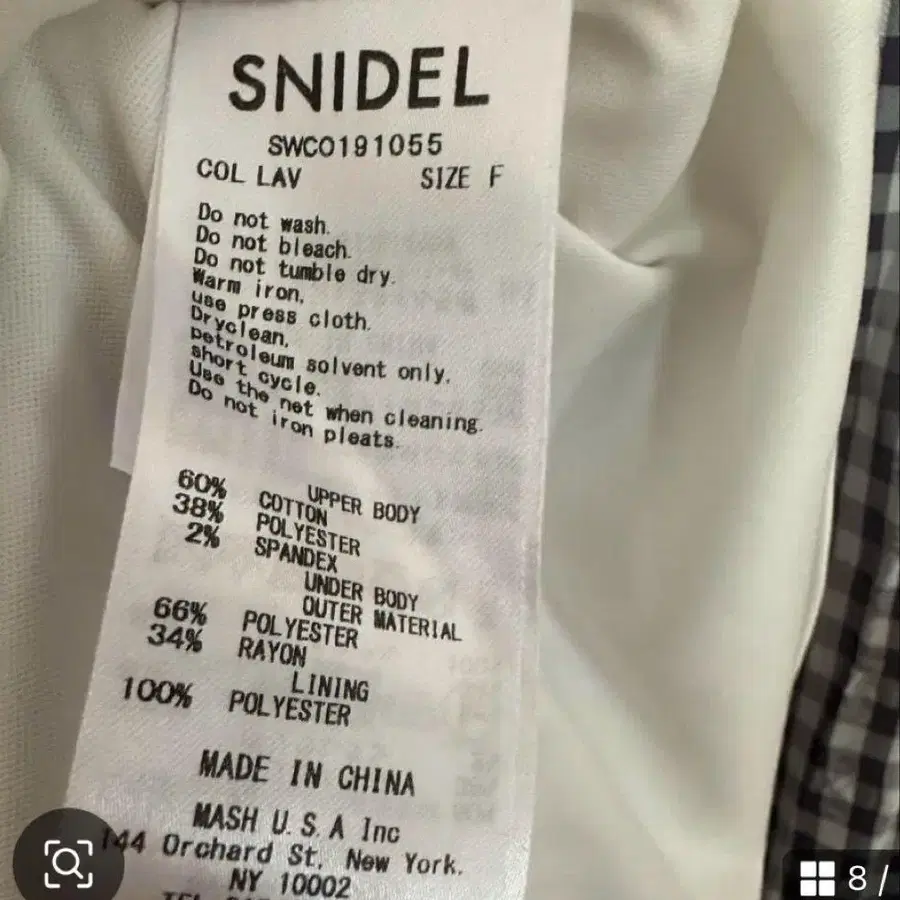 SNIDEL
SWCO191055
COL LAV SIZE F
Do not wash.
Do not bleach.
Do not tumble dry.
Warm iron,
use press cloth.
Dryclean,
petroleum solvent only,
short cycle.
Use the net when cleaning.
Do not iron pleats.
UPPER BODY
60% COTTON
38% POLYESTER
2% SPANDEX
UNDER BODY
OUTER MATERIAL
66% POLYESTER
34% RAYON
LINING
100% POLYESTER
MADE IN CHINA
MASH U.S.A Inc
144 Orchard St, New York.
NY 10002
8 /